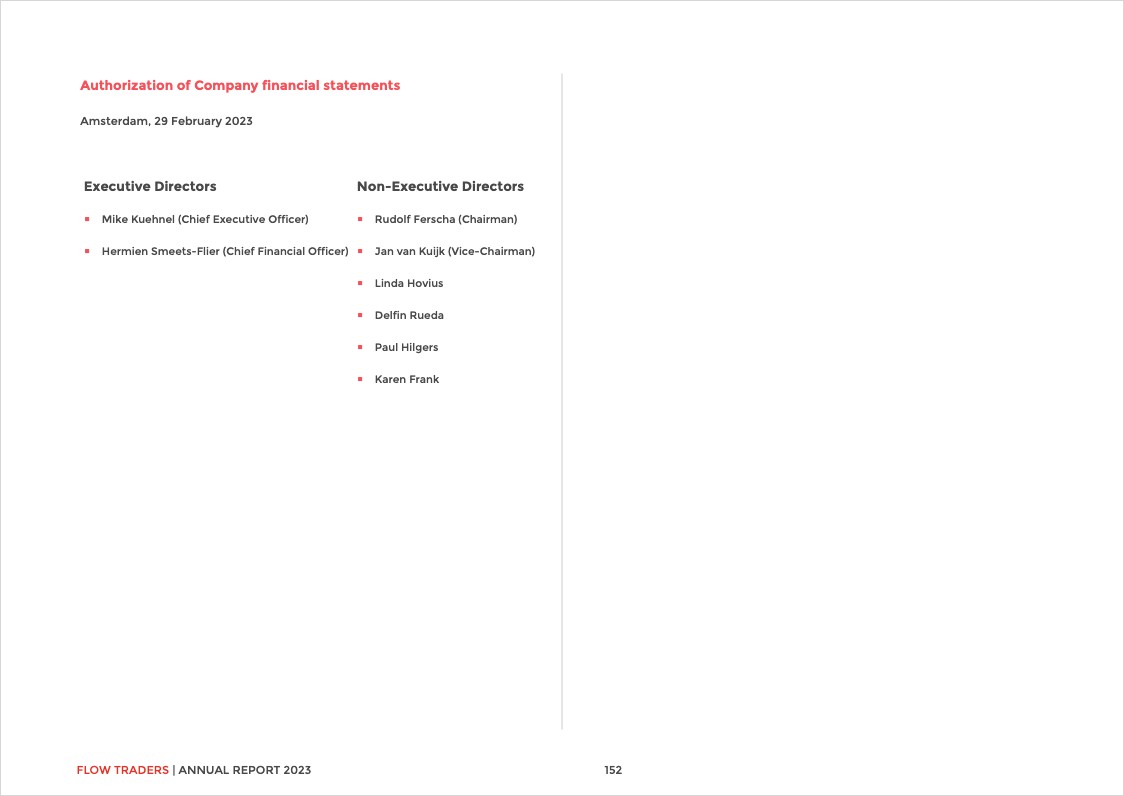 Authorization of Company financial statements
Amsterdam, 29 February 2023
Executive Directors
Mike Kuehnel (Chief Executive Officer)
Hermien Smeets-Flier (Chief Financial Officer)
Non-Executive Directors
Rudolf Ferscha (Chairman)
Jan van Kuijk (Vice-Chairman)
Linda Hovius
Delfin Rueda
Paul Hilgers
Karen Frank
FLOW TRADERS | ANNUAL REPORT 2023
152